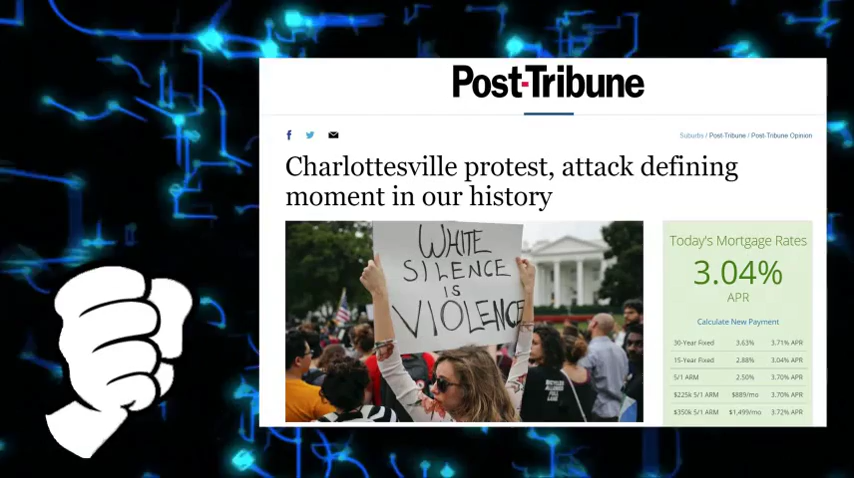 Post-Tribune
Suburbs / Post-Tribune / Post-Tribune Opinion
Charlottesville protest, attack defining
moment in our history
WHITE
SILENCE
IS
VIOLENCE
Today's Mortgage Rates
3.04%
APR
Calculate New Payment
30-Year Fixed 3.63% 3.71% APR
15-Year Fixed 2.88% 3.04% APR
5/1 ARM 2.50% 3.70% APR
$225k 5/1 ARM $889/mo 3.70% APR
$350k 5/1 ARM $1,499/mo 3.72% APR